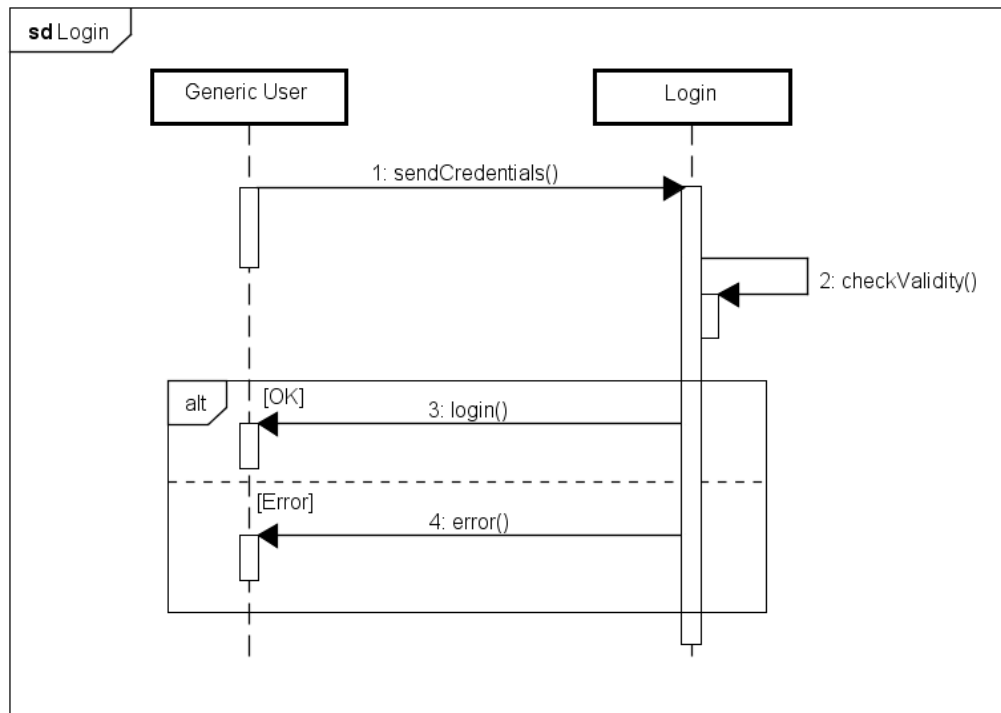 sd Login
Generic User
Login
1: sendCredentials()
2: checkValidity()
alt
[OK]
3: login()
[Error]
4: error()